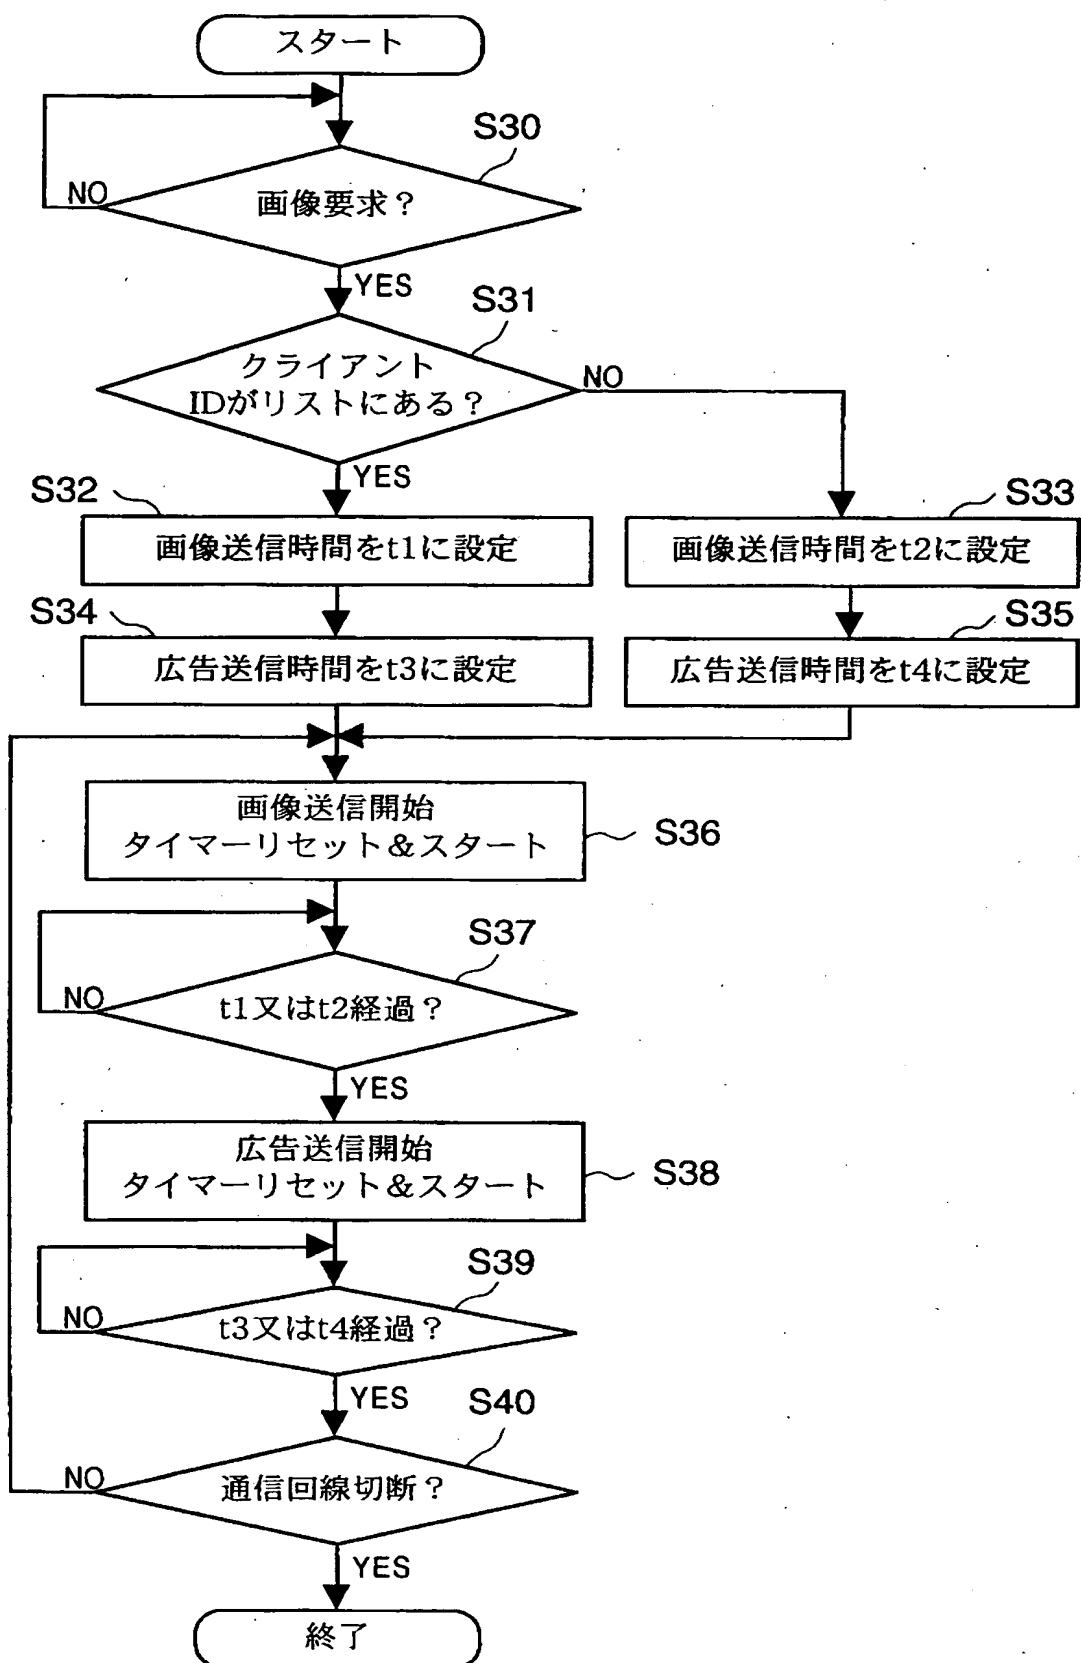 スタート
S30
画像要求？
NO
YES
S31
クライアント
IDがリストにある？
NO
YES
S32
画像送信時間をt1に設定
S33
画像送信時間をt2に設定
S34
広告送信時間をt3に設定
S35
広告送信時間をt4に設定
画像送信開始
タイマーリセット＆スタート
S36
S37
t1又はt2経過？
NO
YES
広告送信開始
タイマーリセット＆スタート
S38
S39
t3又はt4経過？
NO
YES
S40
通信回線切断？
NO
YES
終了